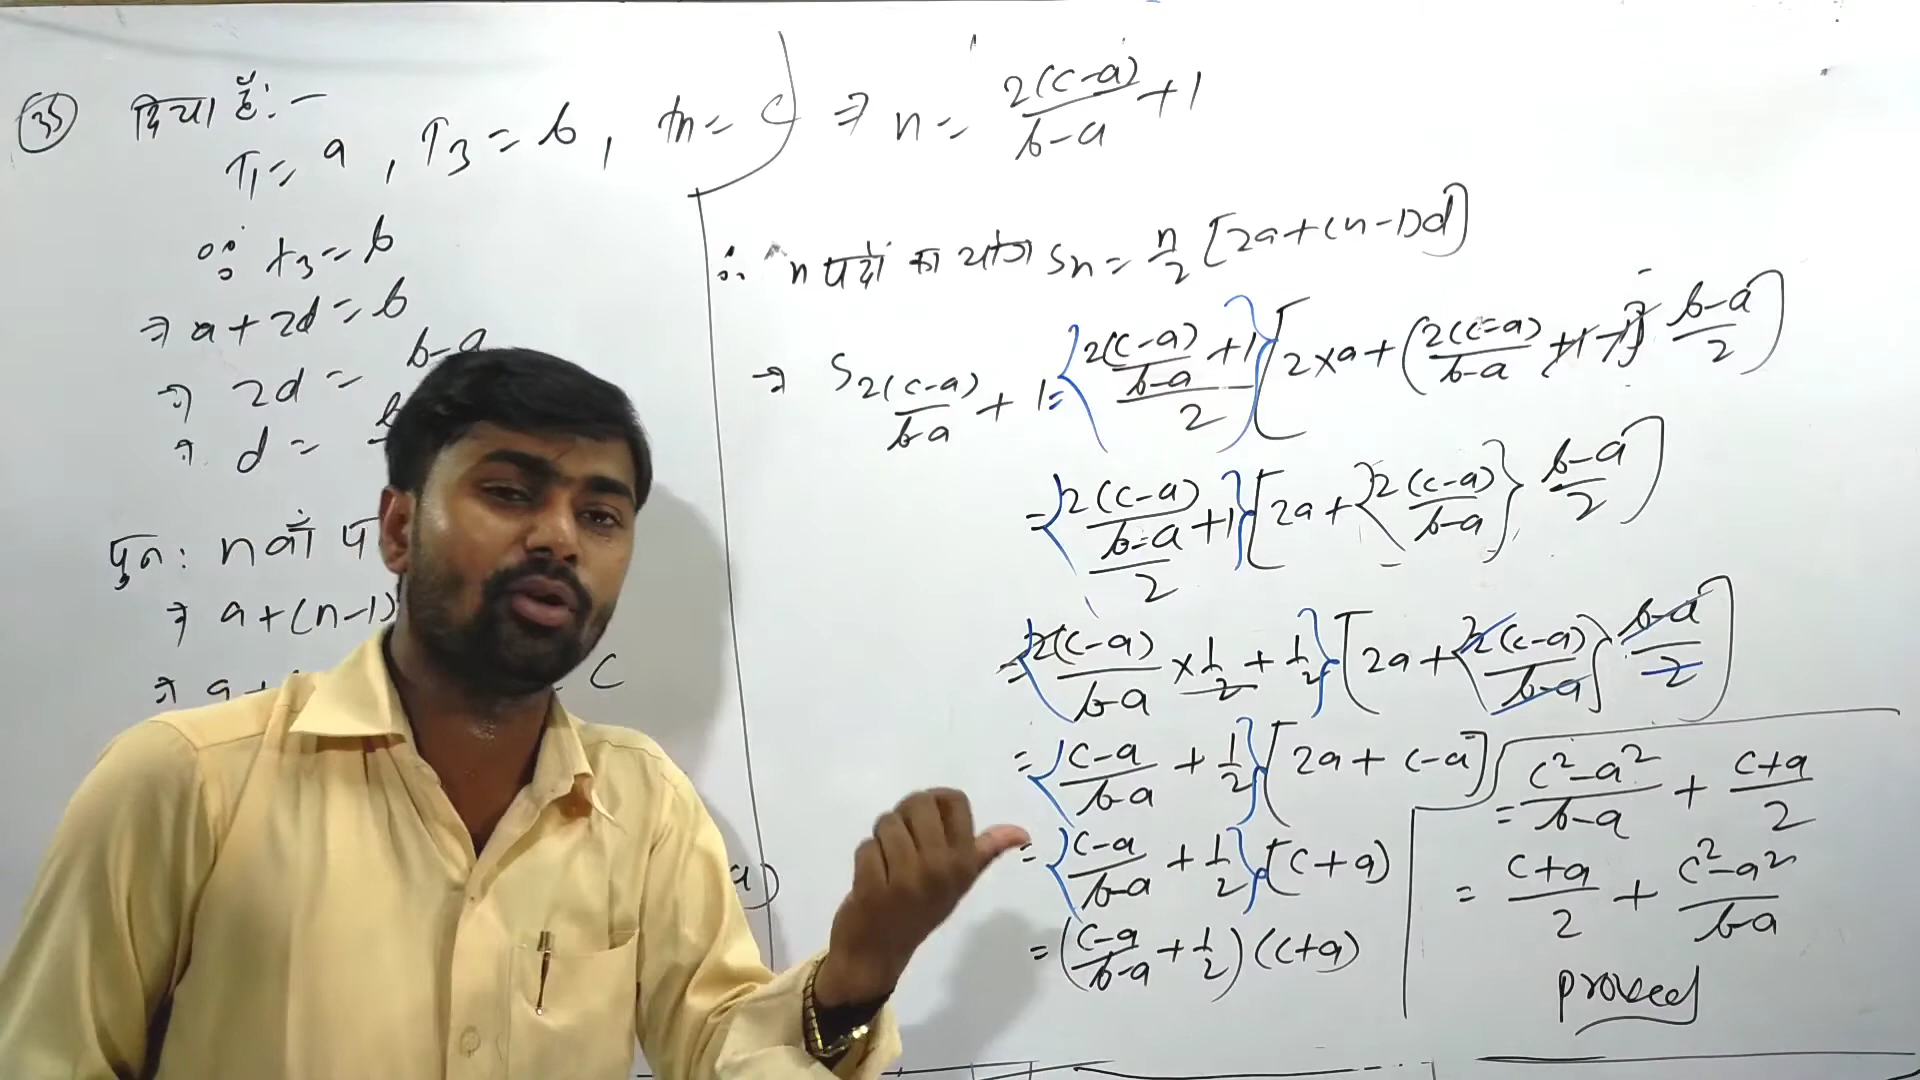 35 दिया है:-
T1 = a, T3 = b, tn = c
∵ t3 = b
⇒ a + 2d = b
⇒ 2d = b-a
⇒ d =
पुनः nवाँ
⇒ a + (n-1)
⇒ a + = c
a)
⇒ n = 2(c-a)/b-a + 1
∴ n पदों का योग Sn = n/2 [2a + (n-1)d]
⇒ S 2(c-a)/b-a + 1 = {2(c-a)/b-a + 1 / 2} [2×a + (2(c-a)/b-a + 1 - 1) b-a/2]
= {2(c-a)/b-a + 1 / 2} [2a + {2(c-a)/b-a} b-a/2]
= {2(c-a)/b-a × 1/2 + 1/2} [2a + {2(c-a)/b-a} b-a/2]
= {c-a/b-a + 1/2} [2a + c-a]
= {c-a/b-a + 1/2} (c+a)
= (c-a/b-a + 1/2) (c+a)
= c²-a²/b-a + c+a/2
= c+a/2 + c²-a²/b-a
proved